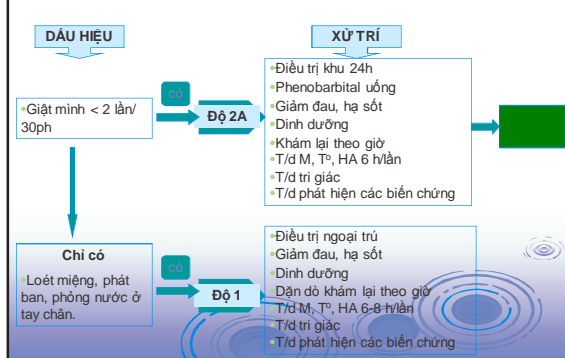 DẤU HIỆU
XỬ TRÍ
•Giật mình < 2 lần/
30ph
có
Độ 2A
•Điều trị khu 24h
•Phenobarbital uống
•Giảm đau, hạ sốt
•Dinh dưỡng
•Khám lại theo giờ
•T/d M, Tº, HA 6 h/lần
•T/d tri giác
•T/d phát hiện các biến chứng
Chỉ có
•Loét miệng, phát
ban, phỏng nước ở
tay chân.
có
Độ 1
•Điều trị ngoại trú
•Giảm đau, hạ sốt
•Dinh dưỡng
•Dặn dò khám lại theo giờ
•T/d M, Tº, HA 6-8 h/lần
•T/d tri giác
•T/d phát hiện các biến chứng